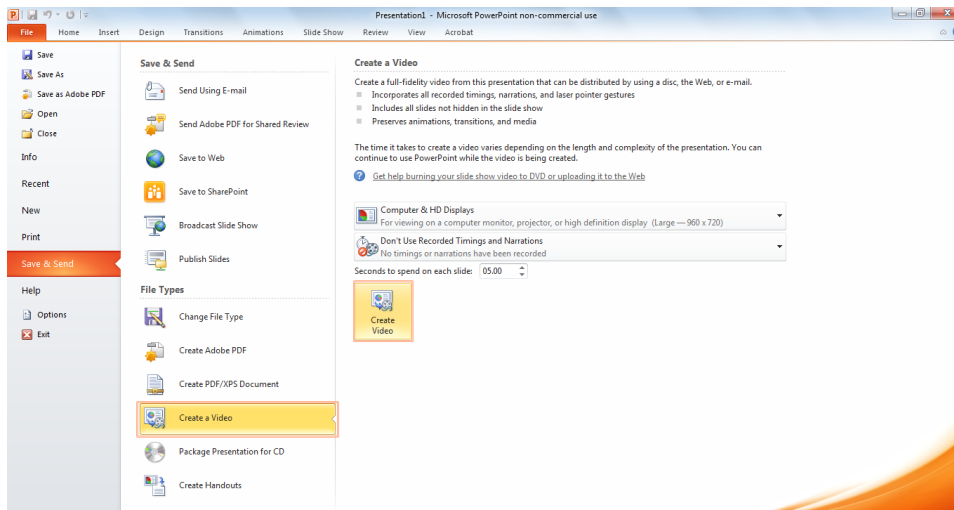 Presentation1 - Microsoft PowerPoint non-commercial use
File Home Insert Design Transitions Animations Slide Show Review View Acrobat
Save
Save As
Save as Adobe PDF
Open
Close
Info
Recent
New
Print
Save & Send
Help
Options
Exit
Save & Send
Send Using E-mail
Send Adobe PDF for Shared Review
Save to Web
Save to SharePoint
Broadcast Slide Show
Publish Slides
File Types
Change File Type
Create Adobe PDF
Create PDF/XPS Document
Create a Video
Package Presentation for CD
Create Handouts
Create a Video
Create a full-fidelity video from this presentation that can be distributed by using a disc, the Web, or e-mail.
Incorporates all recorded timings, narrations, and laser pointer gestures
Includes all slides not hidden in the slide show
Preserves animations, transitions, and media
The time it takes to create a video varies depending on the length and complexity of the presentation. You can
continue to use PowerPoint while the video is being created.
Get help burning your slide show video to DVD or uploading it to the Web
Computer & HD Displays
For viewing on a computer monitor, projector, or high definition display (Large — 960 x 720)
Don't Use Recorded Timings and Narrations
No timings or narrations have been recorded
Seconds to spend on each slide: 05.00
Create
Video